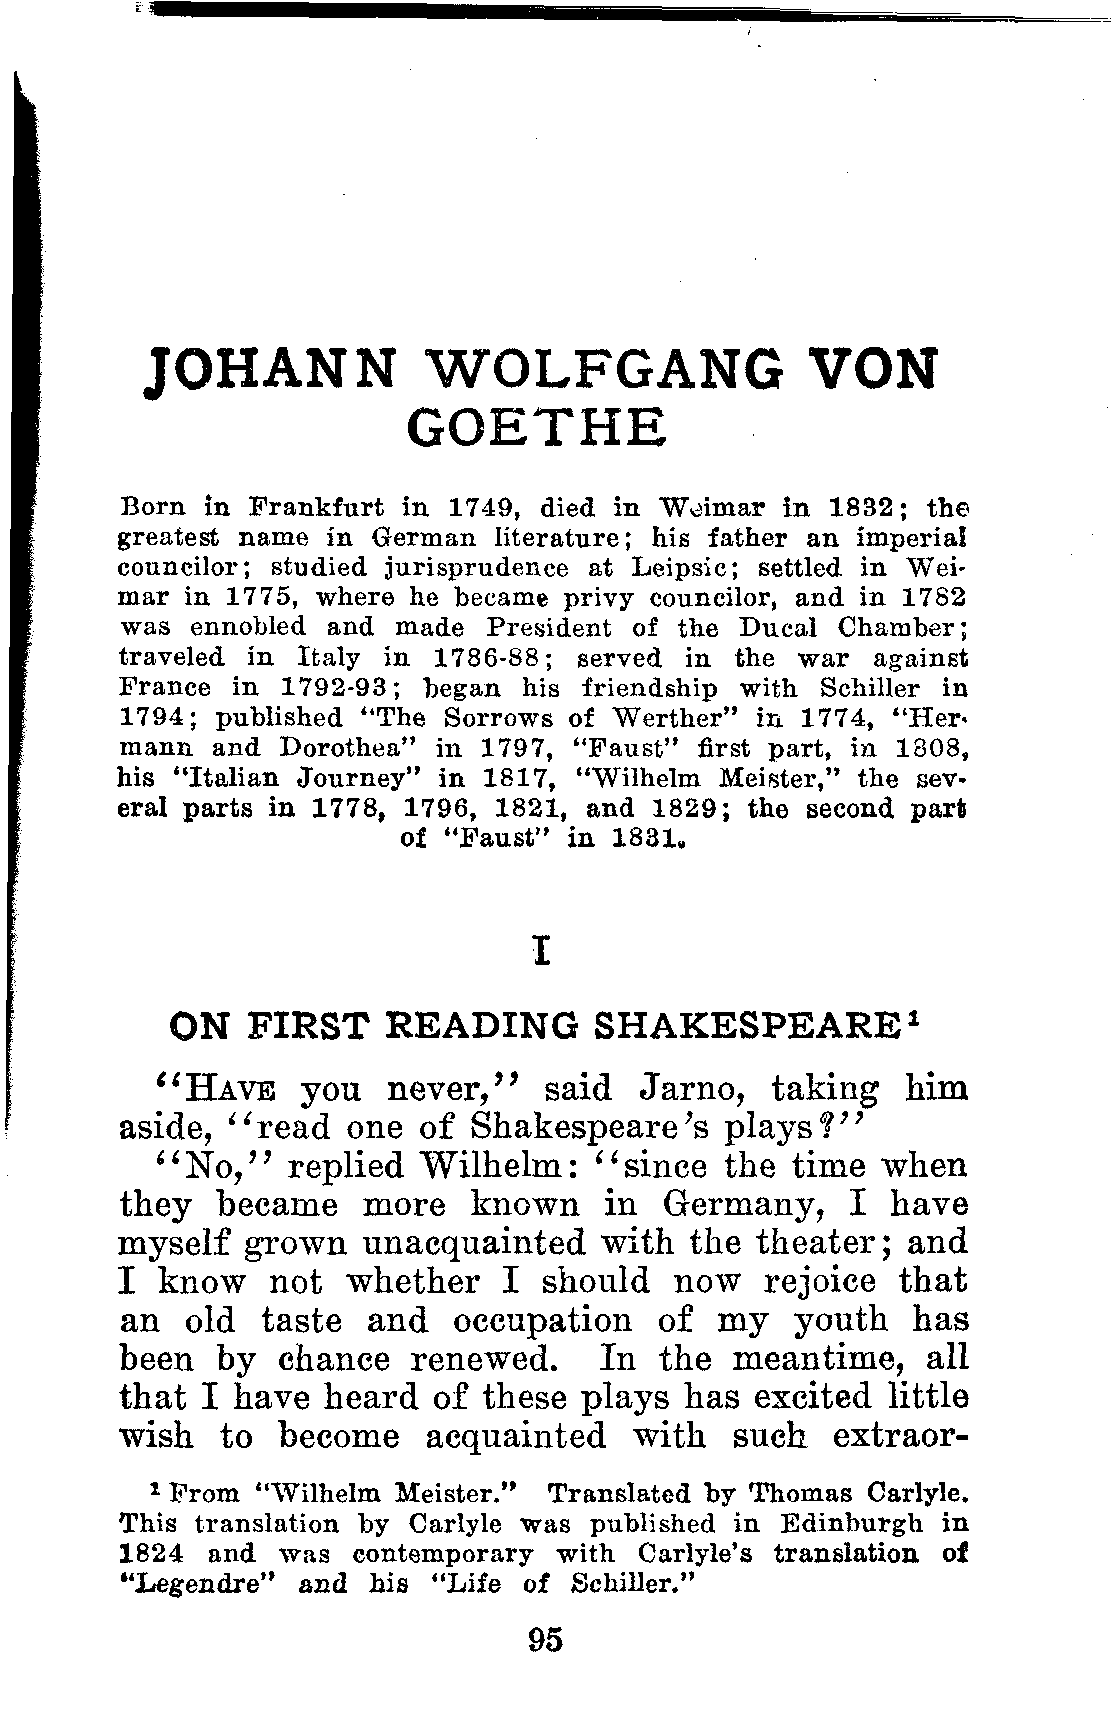 JOHANN WOLFGANG VON
GOETHE
Born in Frankfurt in 1749, died in Weimar in 1832; the
greatest name in German literature; his father an imperial
councilor; studied jurisprudence at Leipsic; settled in Wei-
mar in 1775, where he became privy councilor, and in 1782
was ennobled and made President of the Ducal Chamber;
traveled in Italy in 1786-88; served in the war against
France in 1792-93; began his friendship with Schiller in
1794; published "The Sorrows of Werther" in 1774, "Her-
mann and Dorothea" in 1797, "Faust" first part, in 1808,
his "Italian Journey" in 1817, "Wilhelm Meister," the sev-
eral parts in 1778, 1796, 1821, and 1829; the second part
of "Faust" in 1831.
I
ON FIRST READING SHAKESPEARE¹
"HAVE you never," said Jarno, taking him
aside, "read one of Shakespeare's plays?"
"No," replied Wilhelm: "since the time when
they became more known in Germany, I have
myself grown unacquainted with the theater; and
I know not whether I should now rejoice that
an old taste and occupation of my youth has
been by chance renewed. In the meantime, all
that I have heard of these plays has excited little
wish to become acquainted with such extraor-
¹ From "Wilhelm Meister." Translated by Thomas Carlyle.
This translation by Carlyle was published in Edinburgh in
1824 and was contemporary with Carlyle's translation of
"Legendre" and his "Life of Schiller."
95